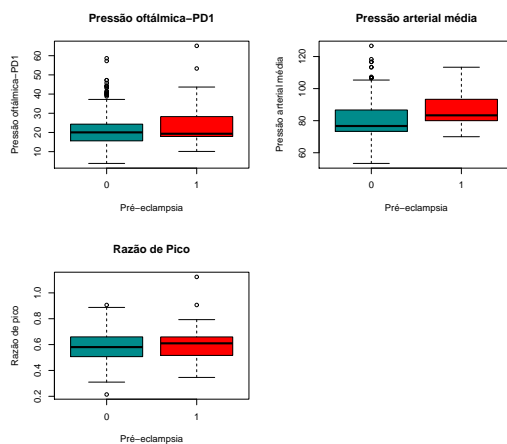 Pressão oftálmica−PD1
Pressão oftálmica−PD1
10 20 30 40 50 60
0 1
Pré−eclampsia
Pressão arterial média
Pressão arterial média
60 80 100 120
0 1
Pré−eclampsia
Razão de Pico
Razão de pico
0.2 0.4 0.6 0.8 1.0
0 1
Pré−eclampsia